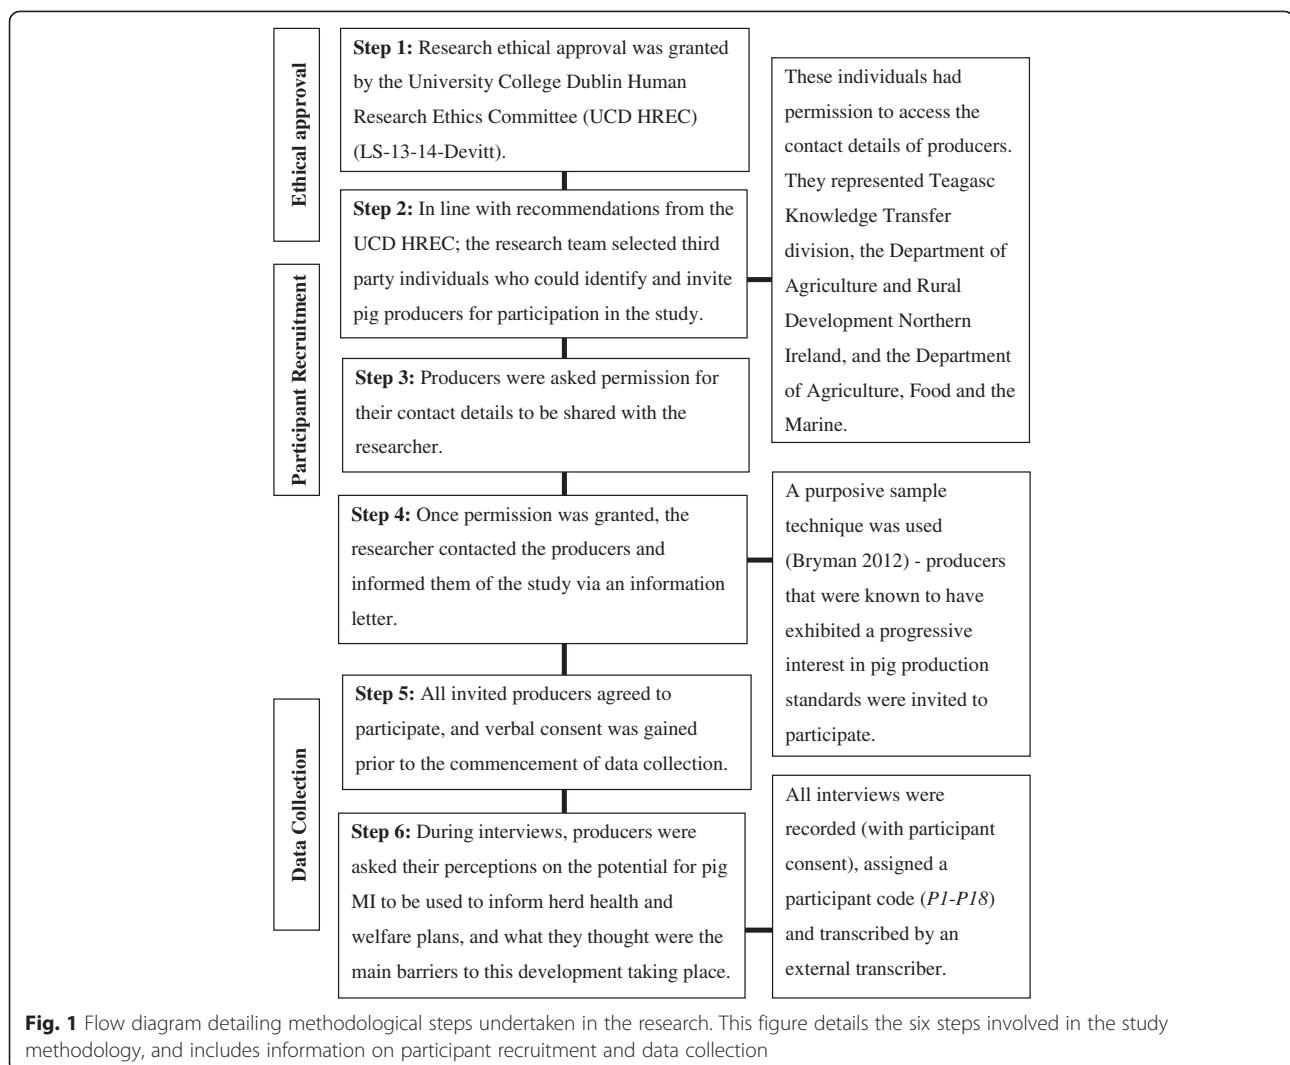 Ethical approval
Step 1: Research ethical approval was granted
by the University College Dublin Human
Research Ethics Committee (UCD HREC)
(LS-13-14-Devitt).
Step 2: In line with recommendations from the
UCD HREC; the research team selected third
party individuals who could identify and invite
pig producers for participation in the study.
These individuals had
permission to access the
contact details of producers.
They represented Teagasc
Knowledge Transfer
division, the Department of
Agriculture and Rural
Development Northern
Ireland, and the Department
of Agriculture, Food and the
Marine.
Participant Recruitment
Step 3: Producers were asked permission for
their contact details to be shared with the
researcher.
Step 4: Once permission was granted, the
researcher contacted the producers and
informed them of the study via an information
letter.
A purposive sample
technique was used
(Bryman 2012) - producers
that were known to have
exhibited a progressive
interest in pig production
standards were invited to
participate.
Data Collection
Step 5: All invited producers agreed to
participate, and verbal consent was gained
prior to the commencement of data collection.
Step 6: During interviews, producers were
asked their perceptions on the potential for pig
MI to be used to inform herd health and
welfare plans, and what they thought were the
main barriers to this development taking place.
All interviews were
recorded (with participant
consent), assigned a
participant code (P1-P18)
and transcribed by an
external transcriber.
Fig. 1 Flow diagram detailing methodological steps undertaken in the research. This figure details the six steps involved in the study
methodology, and includes information on participant recruitment and data collection